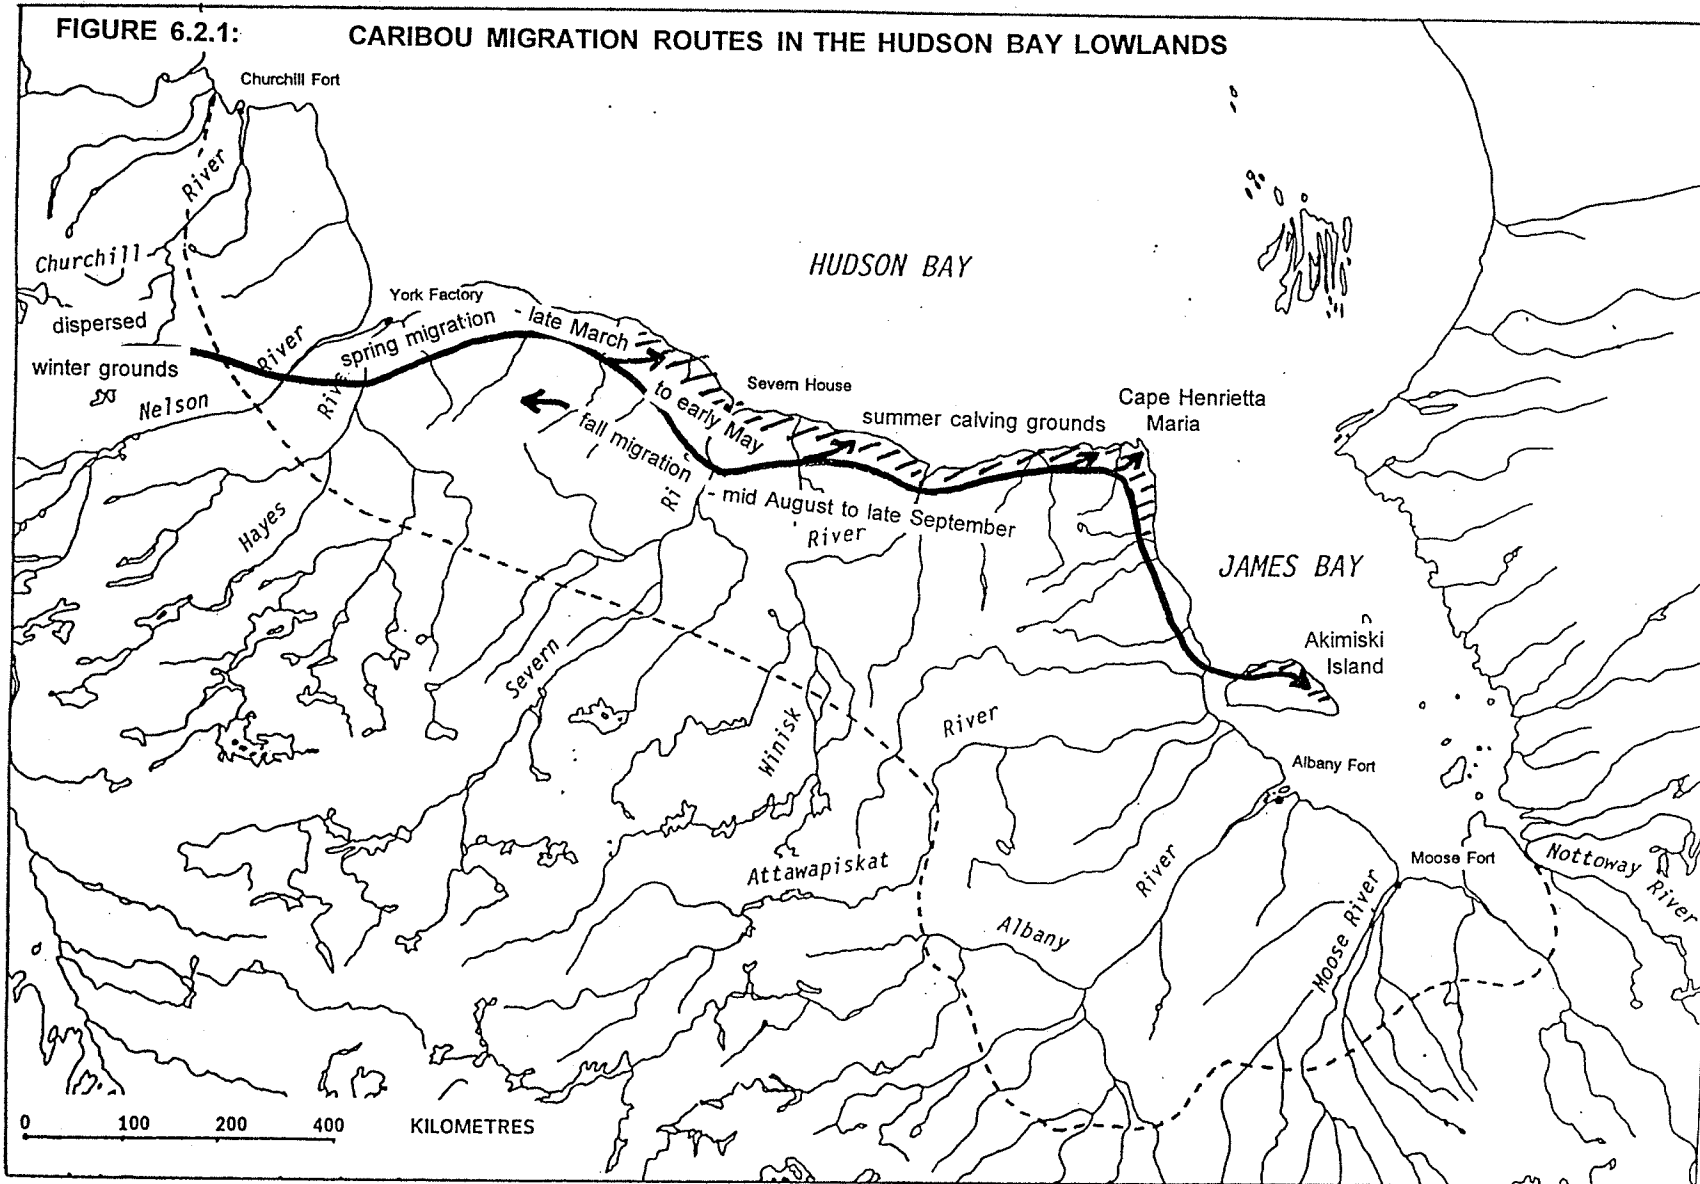 FIGURE 6.2.1: CARIBOU MIGRATION ROUTES IN THE HUDSON BAY LOWLANDS
Churchill Fort
River
Churchill
HUDSON BAY
York Factory
dispersed
winter grounds
River
spring migration - late March
to early May
Nelson
Rive
Severn House
summer calving grounds
Cape Henrietta
Maria
fall migration - mid August to late September
Ri
River
Hayes
JAMES BAY
Akimiski
Island
Severn
Winisk
River
Albany Fort
Attawapiskat
River
Albany
Moose Fort
Moose River
Nottoway
River
0 100 200 400 KILOMETRES